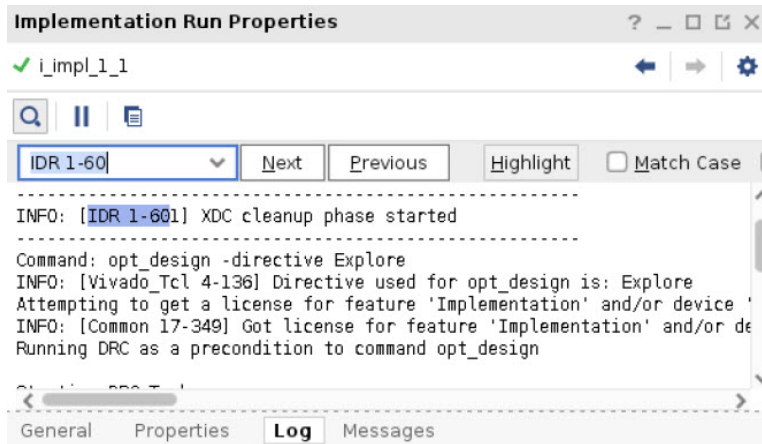 Implementation Run Properties
i_impl_1_1
IDR 1-60
Next
Previous
Highlight
Match Case
--------------------------------------------------------
INFO: [IDR 1-601] XDC cleanup phase started
--------------------------------------------------------
Command: opt_design -directive Explore
INFO: [Vivado_Tcl 4-136] Directive used for opt_design is: Explore
Attempting to get a license for feature 'Implementation' and/or device '
INFO: [Common 17-349] Got license for feature 'Implementation' and/or de
Running DRC as a precondition to command opt_design
General Properties Log Messages